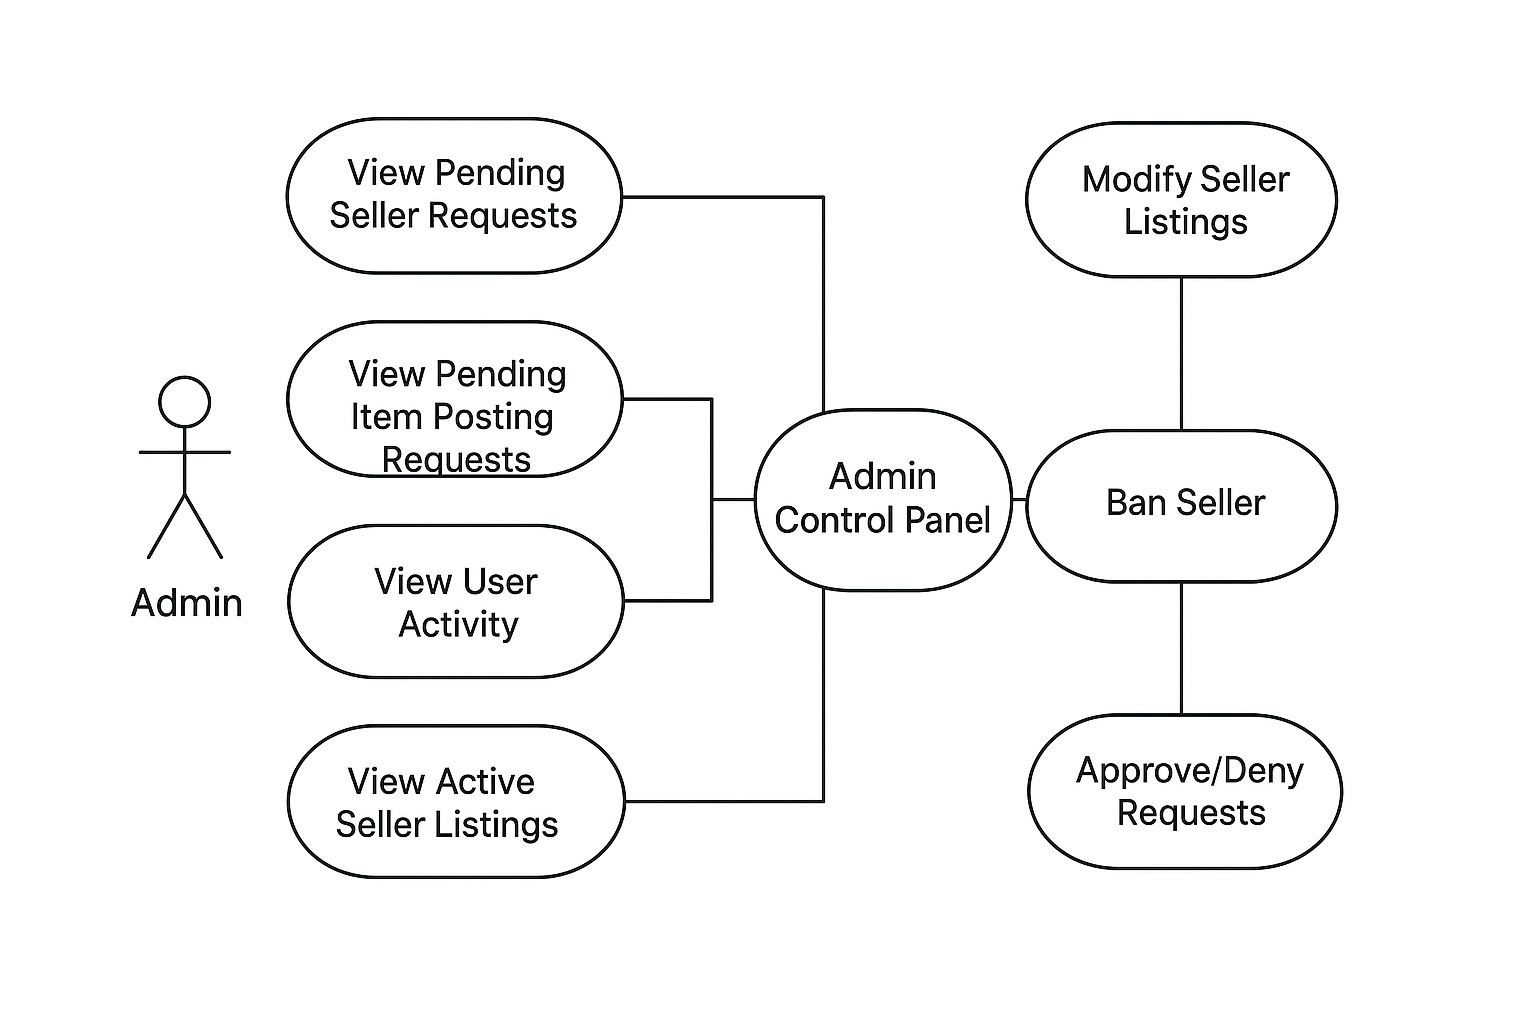 View Pending
Seller Requests
View Pending
Item Posting
Requests
View User
Activity
View Active
Seller Listings
Admin
Admin
Control Panel
Modify Seller
Listings
Ban Seller
Approve/Deny
Requests